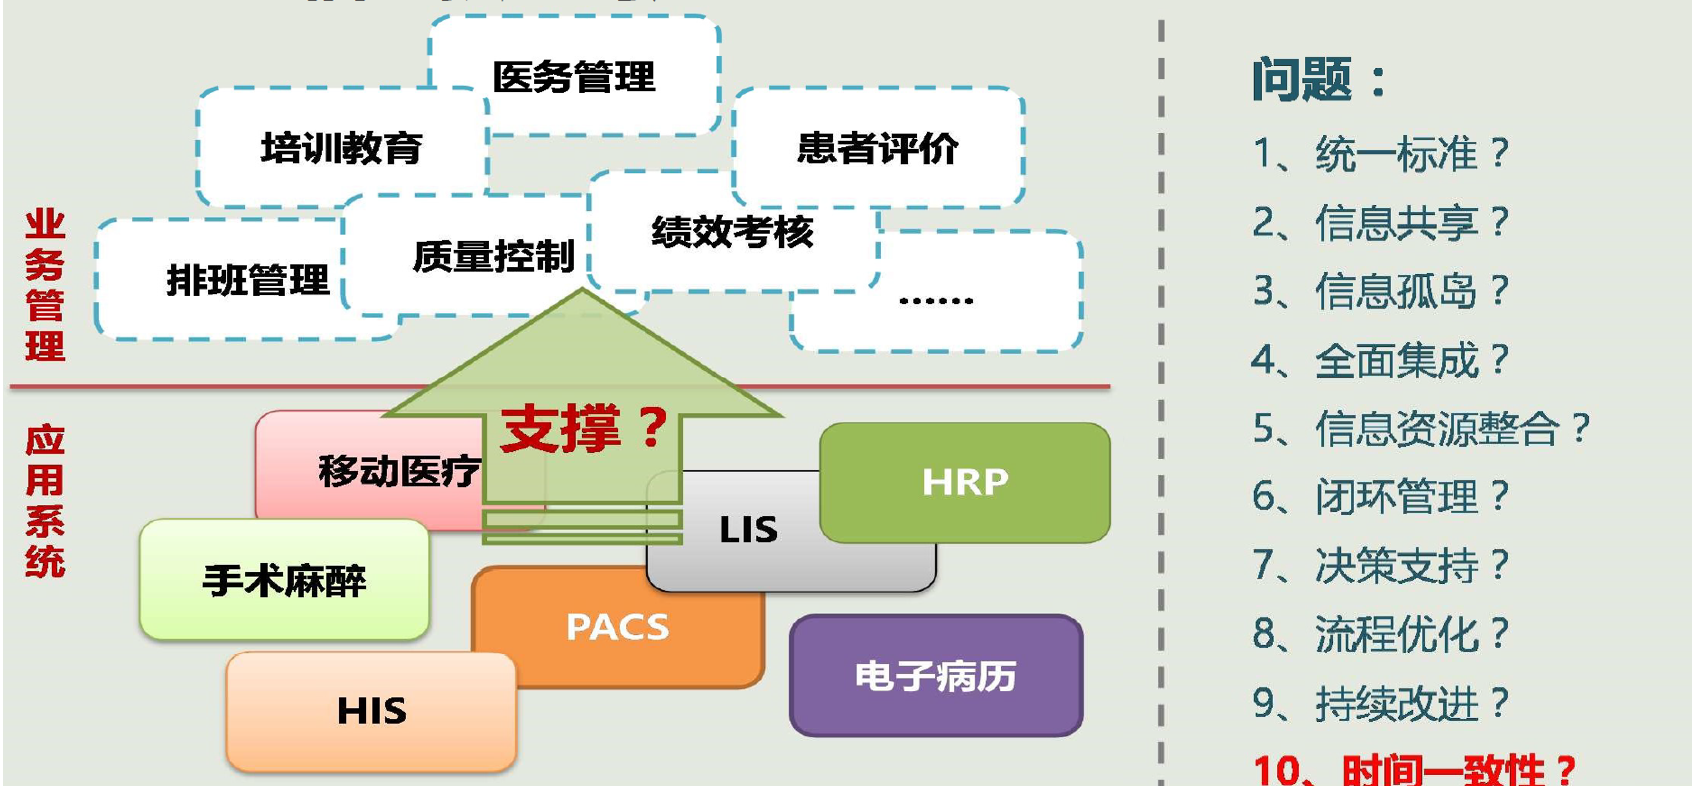 医务管理
培训教育
患者评价
绩效考核
质量控制
排班管理
......
业务管理
支撑？
应用系统
移动医疗
HRP
LIS
手术麻醉
PACS
电子病历
HIS
问题：
1、统一标准？
2、信息共享？
3、信息孤岛？
4、全面集成？
5、信息资源整合？
6、闭环管理？
7、决策支持？
8、流程优化？
9、持续改进？
10、时间一致性？